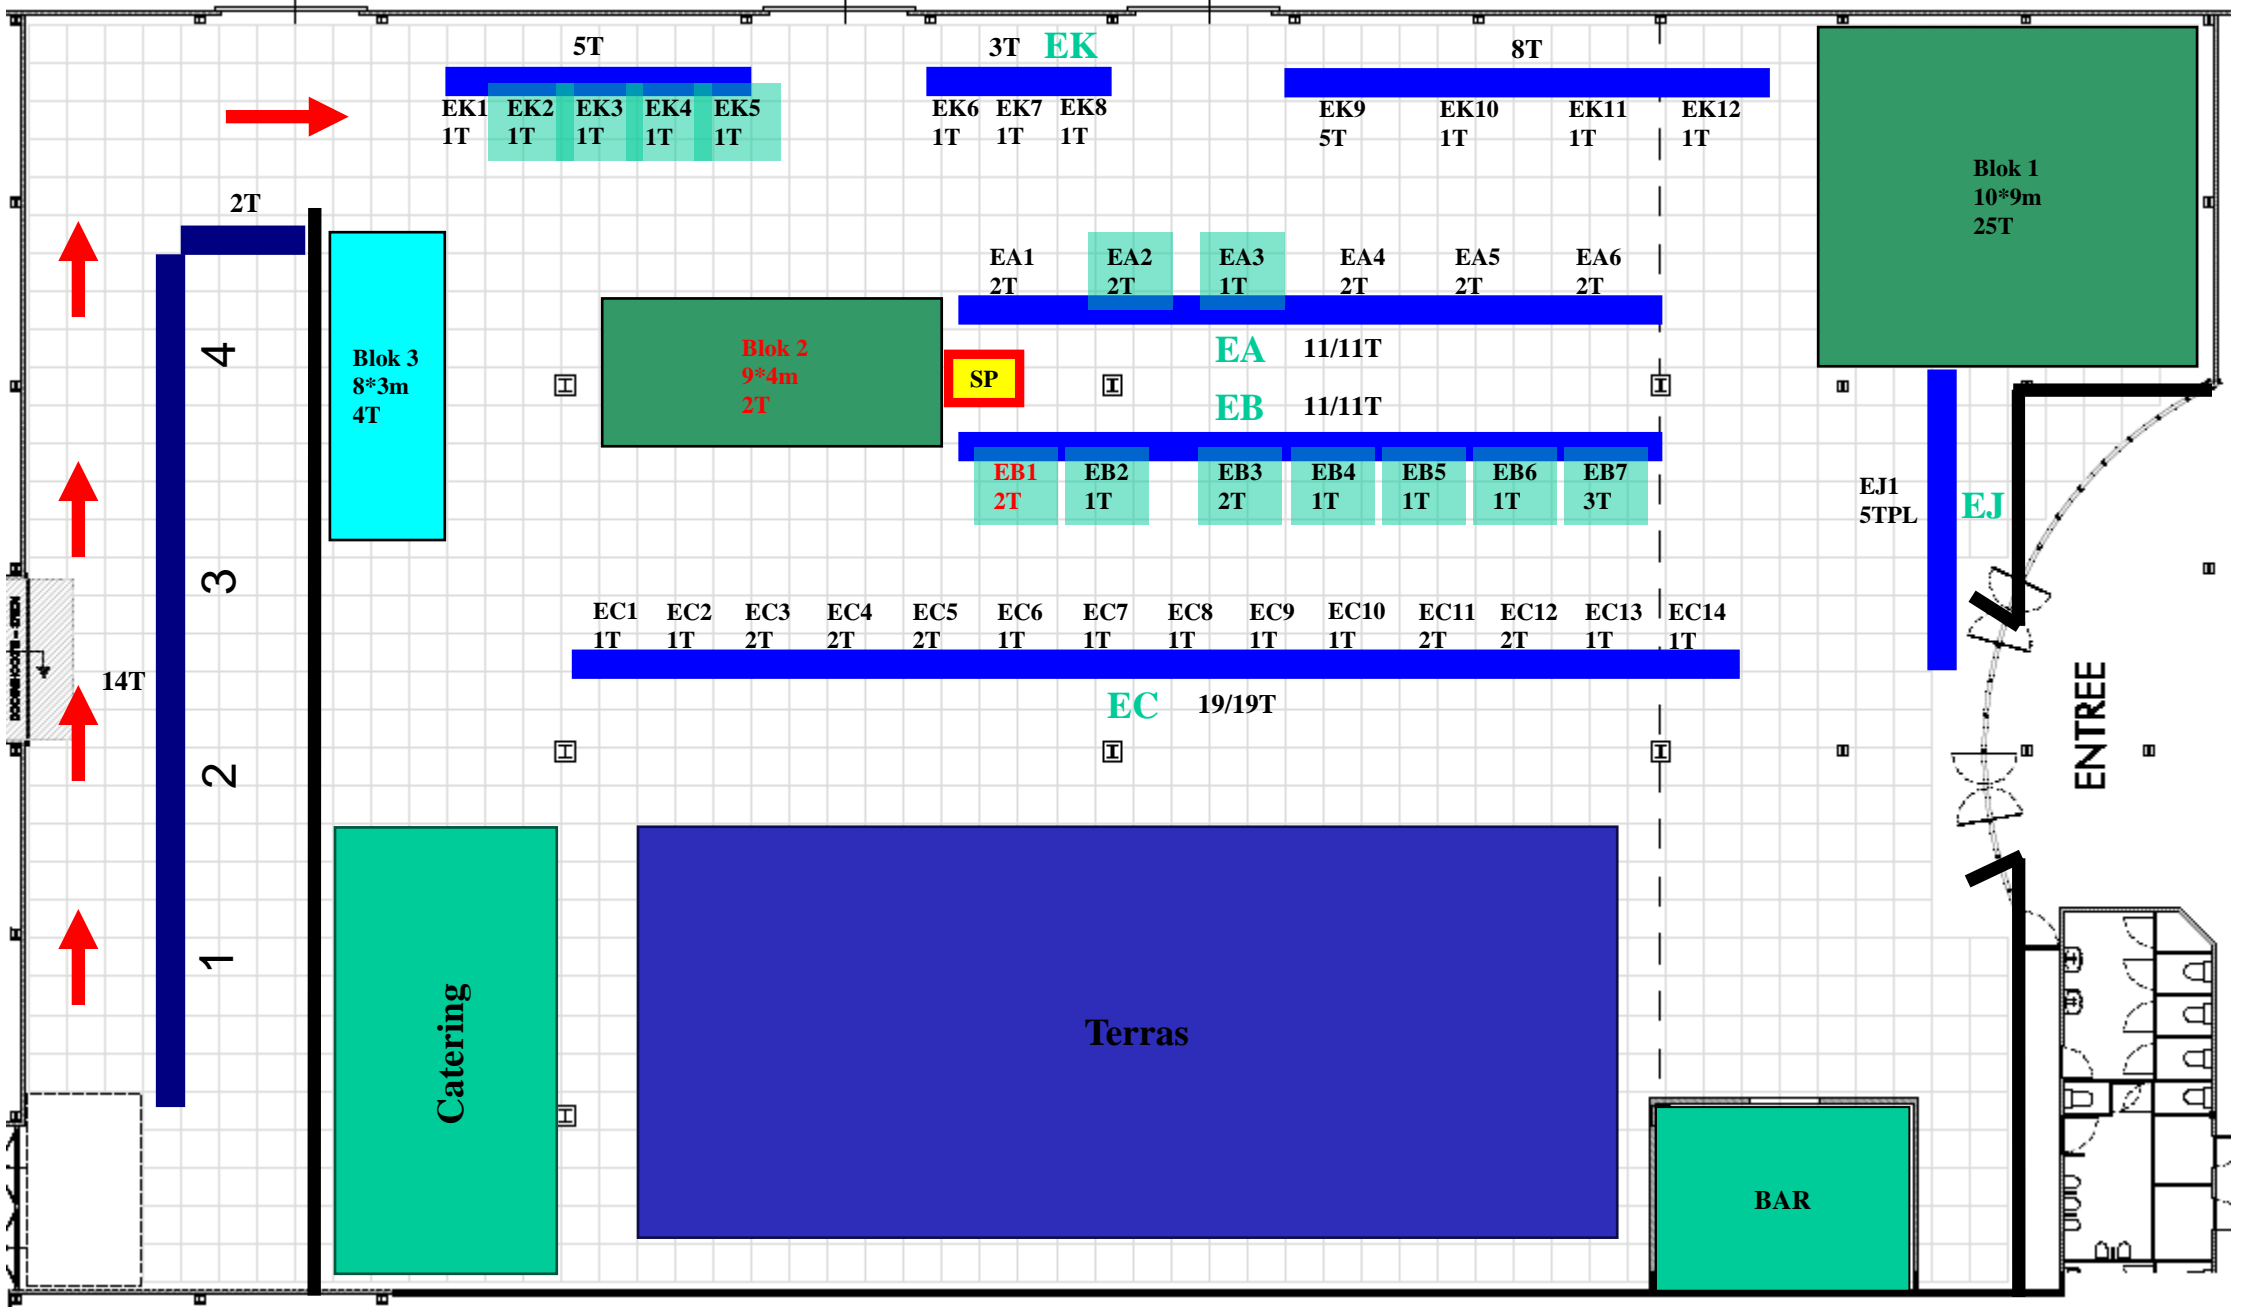 5T
3T
EK
8T
EK1
1T
EK2
1T
EK3
1T
EK4
1T
EK5
1T
EK6
1T
EK7
1T
EK8
1T
EK9
5T
EK10
1T
EK11
1T
EK12
1T
Blok 1
10*9m
25T
2T
Blok 3
8*3m
4T
Blok 2
9*4m
2T
SP
EA1
2T
EA2
2T
EA3
1T
EA4
2T
EA5
2T
EA6
2T
EA
11/11T
EB
11/11T
EB1
2T
EB2
1T
EB3
2T
EB4
1T
EB5
1T
EB6
1T
EB7
3T
EJ1
5TPL
EJ
4
3
2
1
14T
EC1
1T
EC2
1T
EC3
2T
EC4
2T
EC5
2T
EC6
1T
EC7
1T
EC8
1T
EC9
1T
EC10
1T
EC11
2T
EC12
2T
EC13
1T
EC14
1T
EC
19/19T
ENTREE
Catering
Terras
BAR